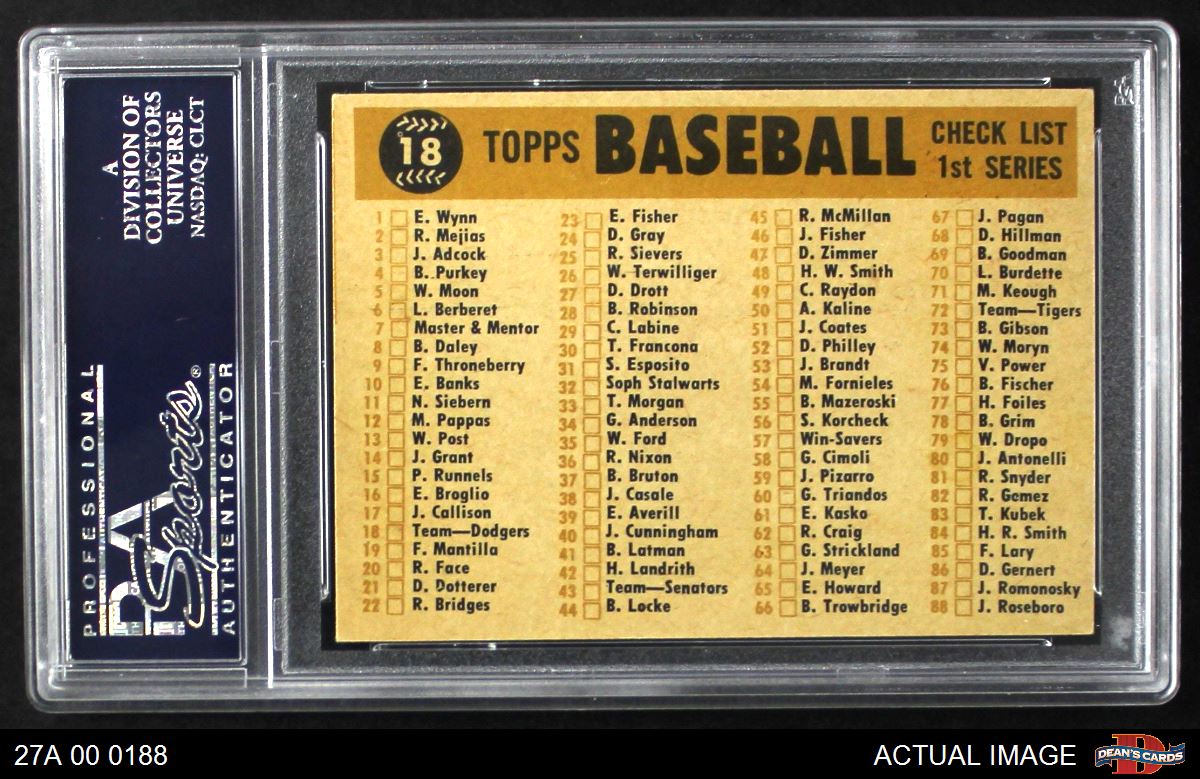 A
DIVISION OF
COLLECTORS
UNIVERSE
NASDAQ: CLCT
PROFESSIONAL
PSA
Sports®
AUTHENTICATOR
18
TOPPS BASEBALL
CHECK LIST
1st SERIES
1 E. Wynn
2 R. Mejias
3 J. Adcock
4 B. Purkey
5 W. Moon
6 L. Berberet
7 Master & Mentor
8 B. Daley
9 F. Throneberry
10 E. Banks
11 N. Siebern
12 M. Pappas
13 W. Post
14 J. Grant
15 P. Runnels
16 E. Broglio
17 J. Callison
18 Team—Dodgers
19 F. Mantilla
20 R. Face
21 D. Dotterer
22 R. Bridges
23 E. Fisher
24 D. Gray
25 R. Sievers
26 W. Terwilliger
27 D. Drott
28 B. Robinson
29 C. Labine
30 T. Francona
31 S. Esposito
32 Soph Stalwarts
33 T. Morgan
34 G. Anderson
35 W. Ford
36 R. Nixon
37 B. Bruton
38 J. Casale
39 E. Averill
40 J. Cunningham
41 B. Latman
42 H. Landrith
43 Team—Senators
44 B. Locke
45 R. McMillan
46 J. Fisher
47 D. Zimmer
48 H. W. Smith
49 C. Raydon
50 A. Kaline
51 J. Coates
52 D. Philley
53 J. Brandt
54 M. Fornieles
55 B. Mazeroski
56 S. Korcheck
57 Win-Savers
58 G. Cimoli
59 J. Pizarro
60 G. Triandos
61 E. Kasko
62 R. Craig
63 G. Strickland
64 J. Meyer
65 E. Howard
66 B. Trowbridge
67 J. Pagan
68 D. Hillman
69 B. Goodman
70 L. Burdette
71 M. Keough
72 Team—Tigers
73 B. Gibson
74 W. Moryn
75 V. Power
76 B. Fischer
77 H. Foiles
78 B. Grim
79 W. Dropo
80 J. Antonelli
81 R. Snyder
82 R. Gomez
83 T. Kubek
84 H. R. Smith
85 F. Lary
86 D. Gernert
87 J. Romonosky
88 J. Roseboro
27A 00 0188
ACTUAL IMAGE
DEAN'S CARDS